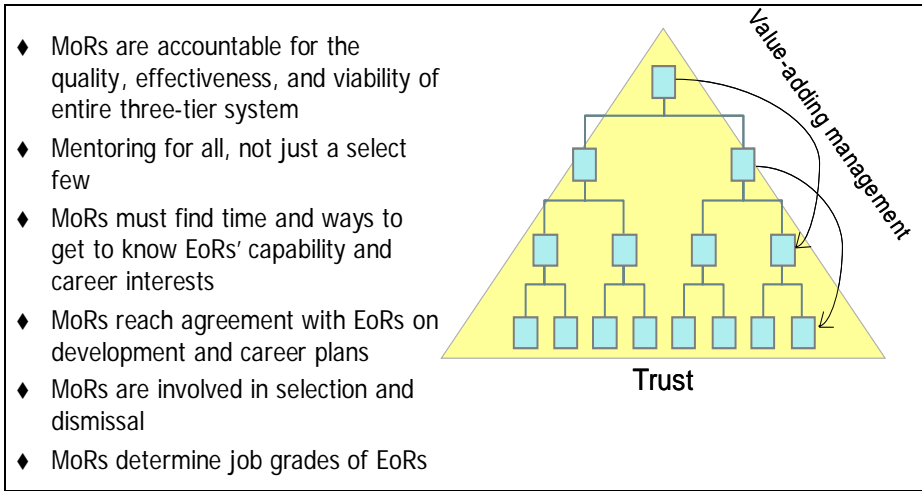 ♦ MoRs are accountable for the
quality, effectiveness, and viability of
entire three-tier system
♦ Mentoring for all, not just a select
few
♦ MoRs must find time and ways to
get to know EoRs' capability and
career interests
♦ MoRs reach agreement with EoRs on
development and career plans
♦ MoRs are involved in selection and
dismissal
♦ MoRs determine job grades of EoRs
Value-adding management
Trust